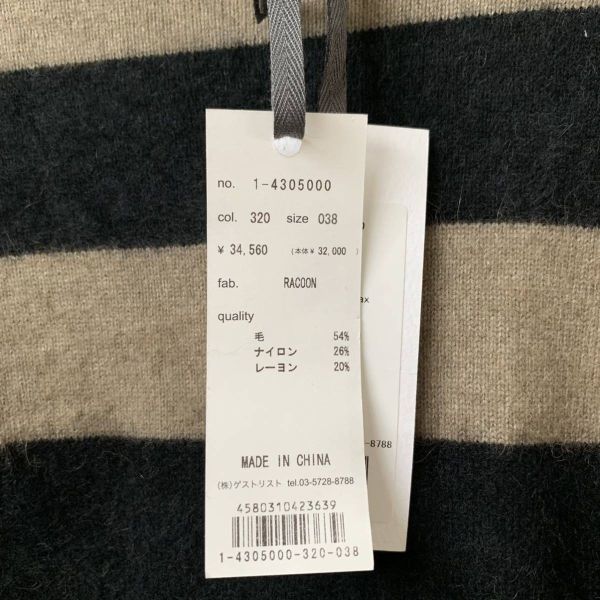 no. 1-4305000
col. 320 size 038
¥ 34,560 (本体¥ 32,000 )
fab. RACOON
quality
毛 54%
ナイロン 26%
レーヨン 20%
MADE IN CHINA
(株)ゲストリスト tel.03-5728-8788
4580310423639
1-4305000-320-038
ax
-8788